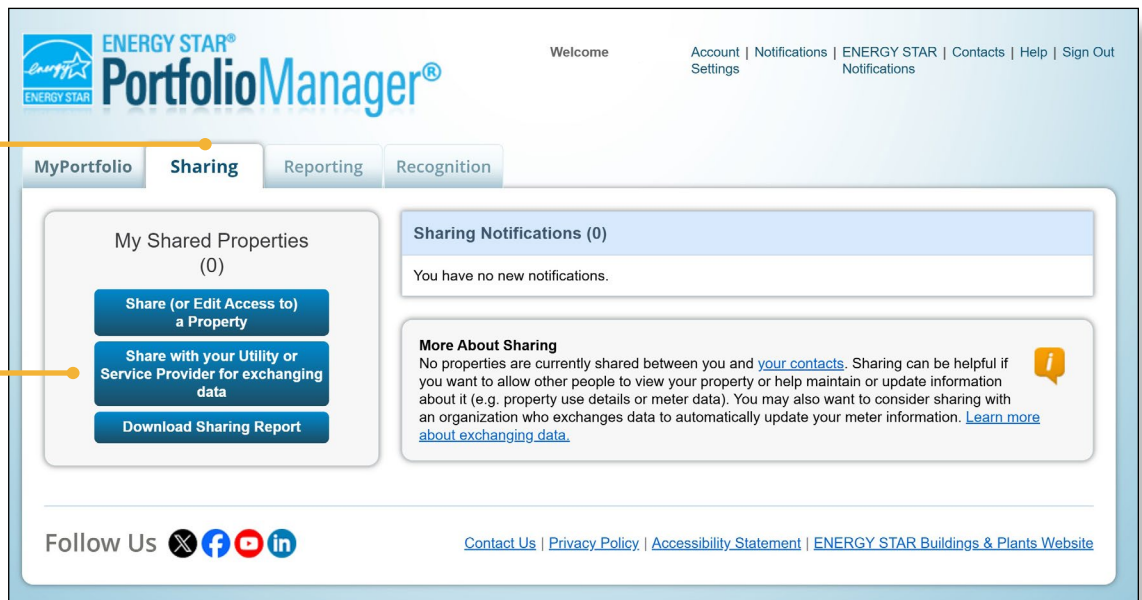 ENERGY STAR®
PortfolioManager®
energy
ENERGY STAR
Welcome
Account | Notifications | ENERGY STAR | Contacts | Help | Sign Out
Settings Notifications
MyPortfolio Sharing Reporting Recognition
My Shared Properties
(0)
Share (or Edit Access to)
a Property
Share with your Utility or
Service Provider for exchanging
data
Download Sharing Report
Sharing Notifications (0)
You have no new notifications.
More About Sharing
No properties are currently shared between you and your contacts. Sharing can be helpful if
you want to allow other people to view your property or help maintain or update information
about it (e.g. property use details or meter data). You may also want to consider sharing with
an organization who exchanges data to automatically update your meter information. Learn more
about exchanging data.
Follow Us
Contact Us | Privacy Policy | Accessibility Statement | ENERGY STAR Buildings & Plants Website